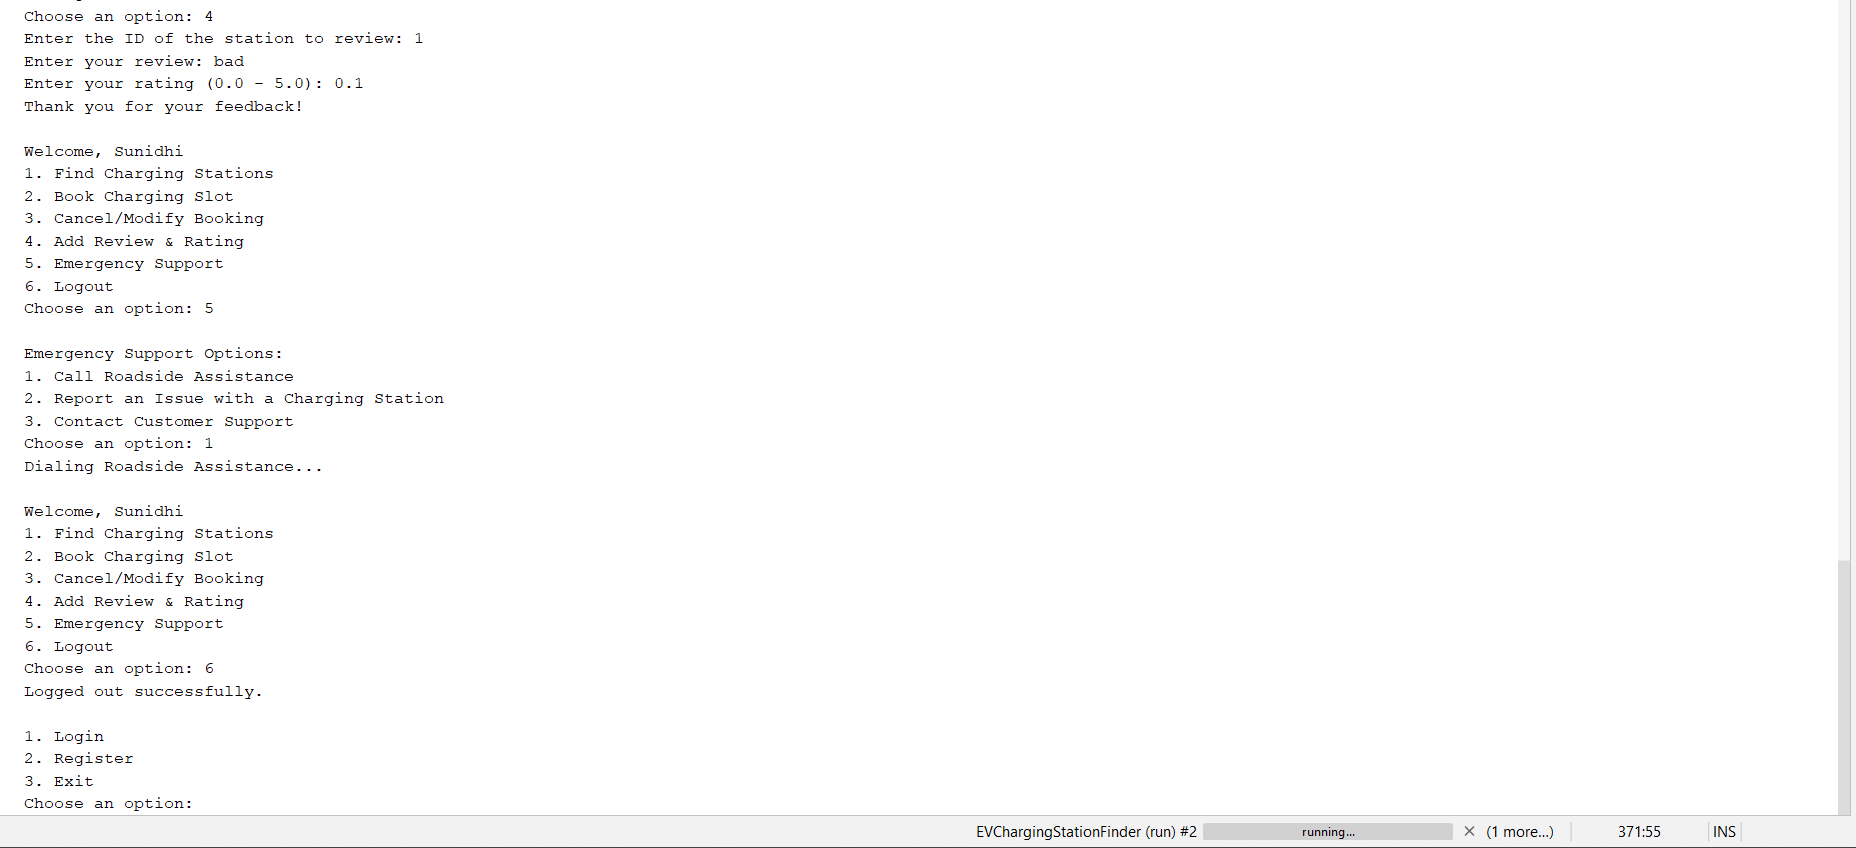 Choose an option: 4
Enter the ID of the station to review: 1
Enter your review: bad
Enter your rating (0.0 - 5.0): 0.1
Thank you for your feedback!

Welcome, Sunidhi
1. Find Charging Stations
2. Book Charging Slot
3. Cancel/Modify Booking
4. Add Review & Rating
5. Emergency Support
6. Logout
Choose an option: 5

Emergency Support Options:
1. Call Roadside Assistance
2. Report an Issue with a Charging Station
3. Contact Customer Support
Choose an option: 1
Dialing Roadside Assistance...

Welcome, Sunidhi
1. Find Charging Stations
2. Book Charging Slot
3. Cancel/Modify Booking
4. Add Review & Rating
5. Emergency Support
6. Logout
Choose an option: 6
Logged out successfully.

1. Login
2. Register
3. Exit
Choose an option:
EVChargingStationFinder (run) #2 running... (1 more...) 371:55 INS